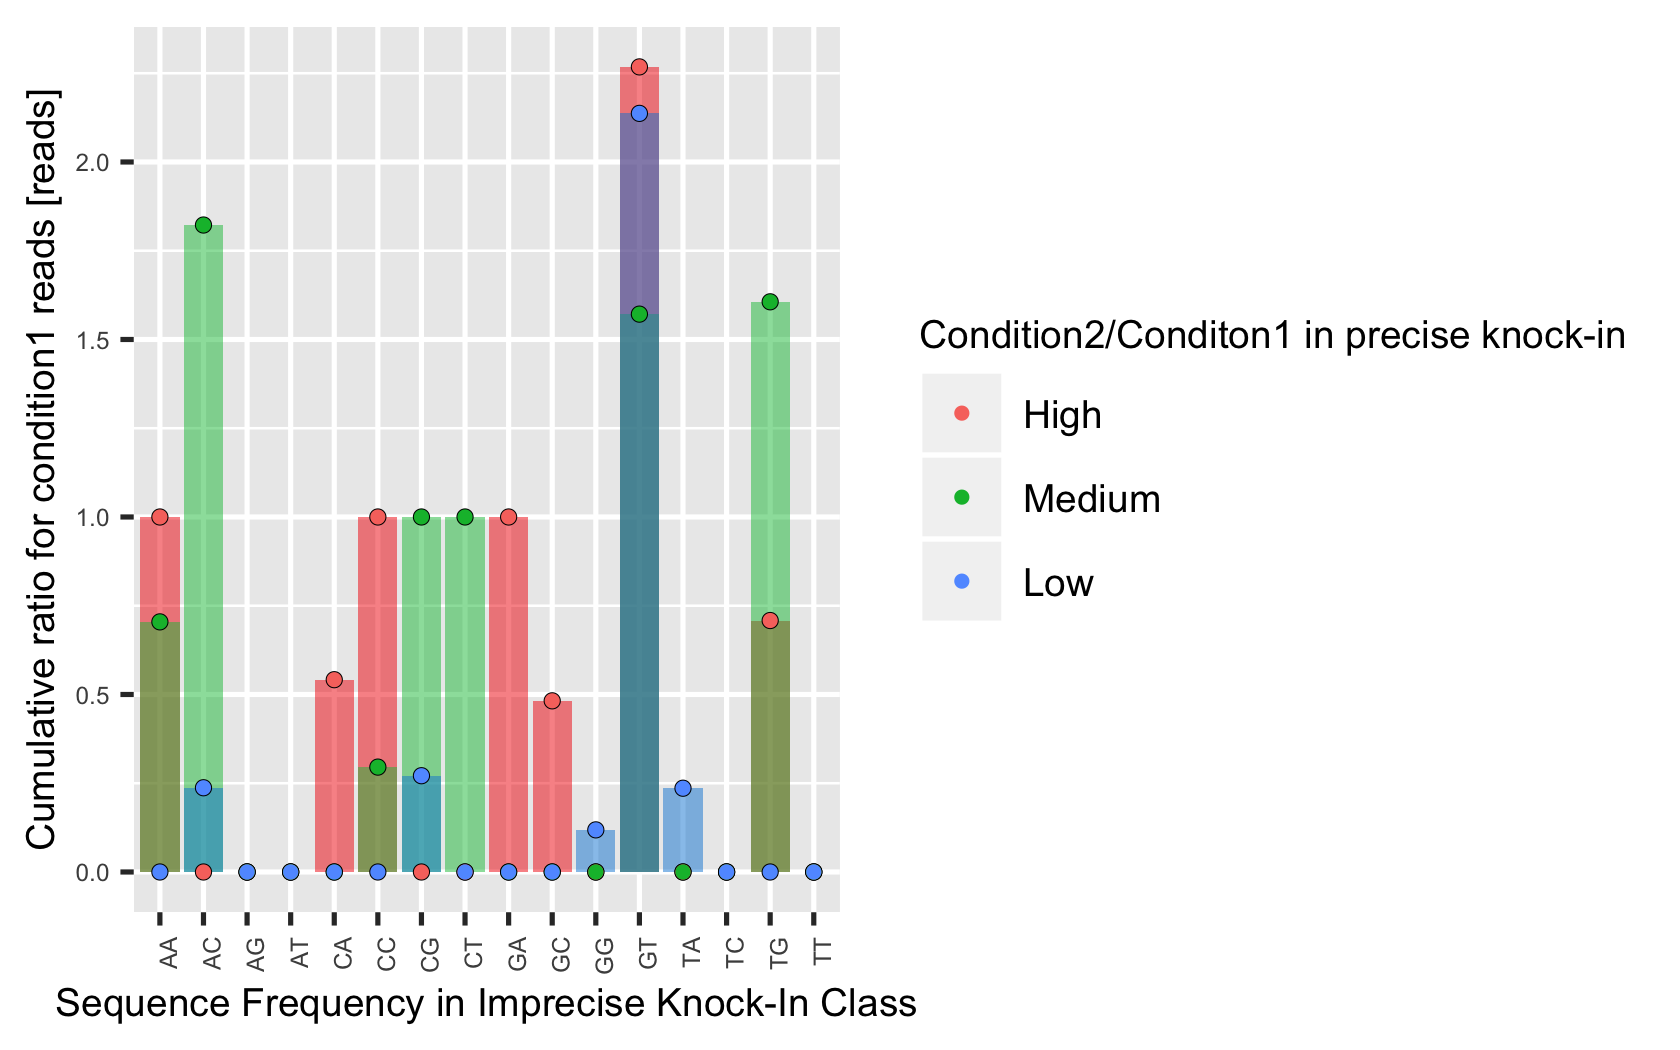 Cumulative ratio for condition1 reads [reads]
2.0
1.5
1.0
0.5
0.0
AA AC AG AT CA CC CG CT GA GC GG GT TA TC TG TT
Sequence Frequency in Imprecise Knock-In Class
Condition2/Conditon1 in precise knock-in
High
Medium
Low